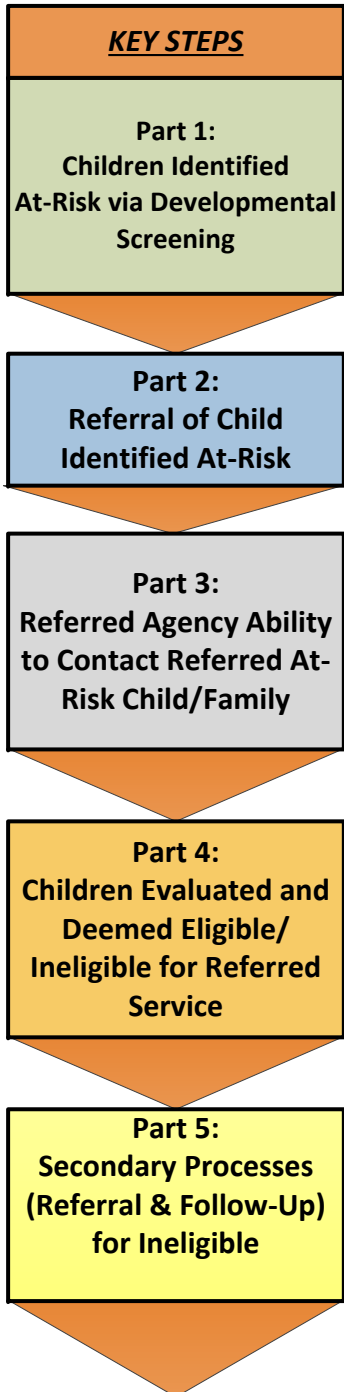 KEY STEPS
Part 1:
Children Identified
At-Risk via Developmental
Screening
Part 2:
Referral of Child
Identified At-Risk
Part 3:
Referred Agency Ability
to Contact Referred At-
Risk Child/Family
Part 4:
Children Evaluated and
Deemed Eligible/
Ineligible for Referred
Service
Part 5:
Secondary Processes
(Referral & Follow-Up)
for Ineligible